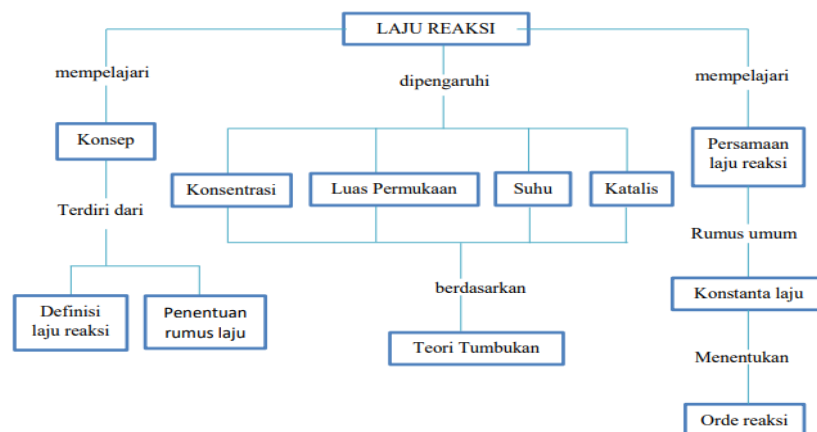 LAJU REAKSI
mempelajari
dipengaruhi
mempelajari
Konsep
Persamaan
laju reaksi
Konsentrasi
Luas Permukaan
Suhu
Katalis
Terdiri dari
Rumus umum
berdasarkan
Definisi
laju reaksi
Penentuan
rumus laju
Konstanta laju
Teori Tumbukan
Menentukan
Orde reaksi